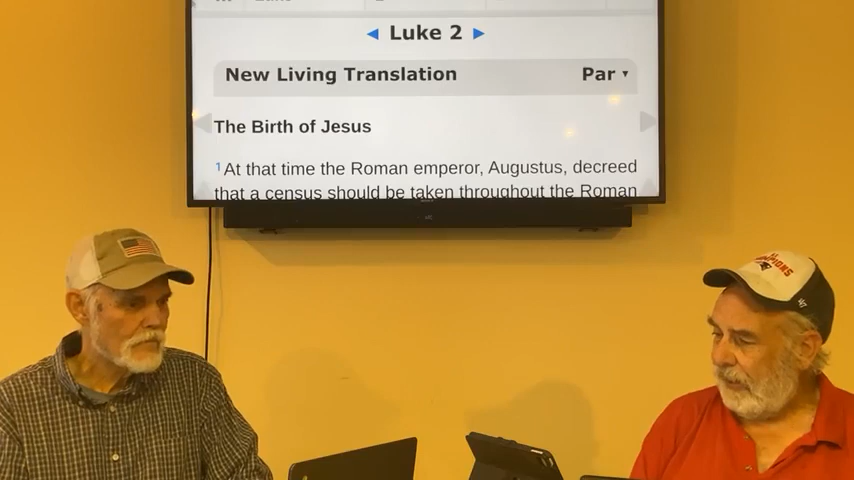 ◄ Luke 2 ►
New Living Translation Par ▾
The Birth of Jesus
1 At that time the Roman emperor, Augustus, decreed
that a census should be taken throughout the Roman
47